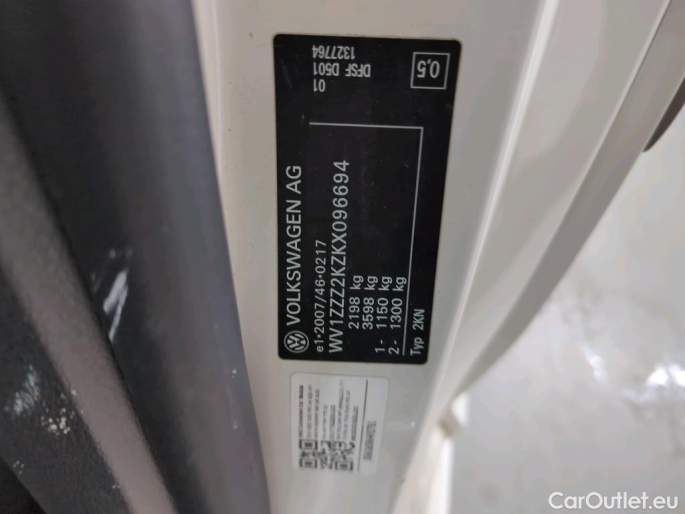 VOLKSWAGEN AG
e1*2007/46-0217
WV1ZZZ2KZKX096694
2198 kg
3598 kg
1- 1150 kg
2- 1300 kg
Typ 2KN
01
DFSF D501
1327764
0,5
CarOutlet.eu